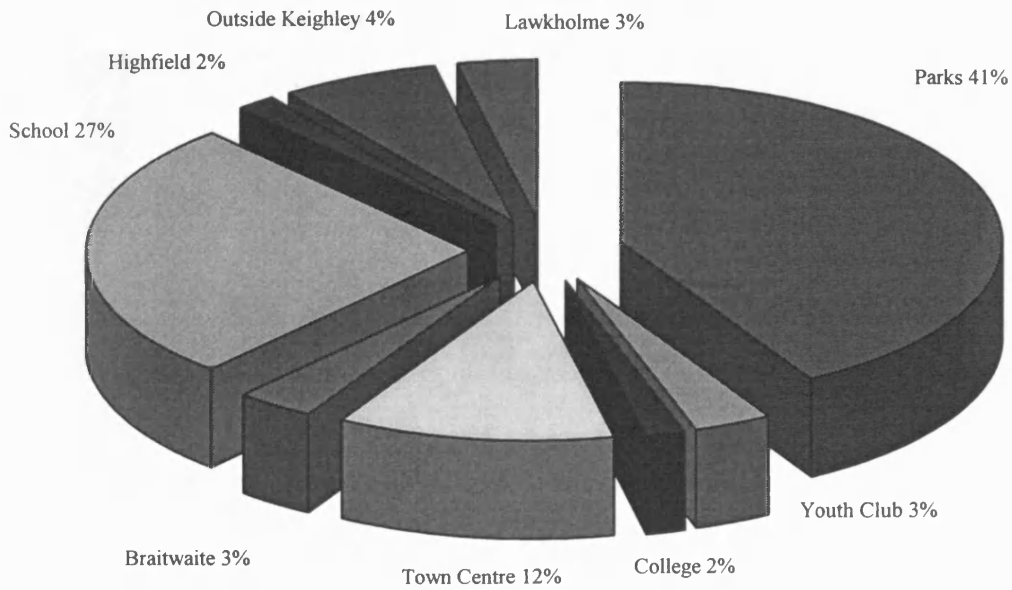 Outside Keighley 4%
Lawkholme 3%
Highfield 2%
Parks 41%
School 27%
Youth Club 3%
Braitwaite 3%
Town Centre 12%
College 2%